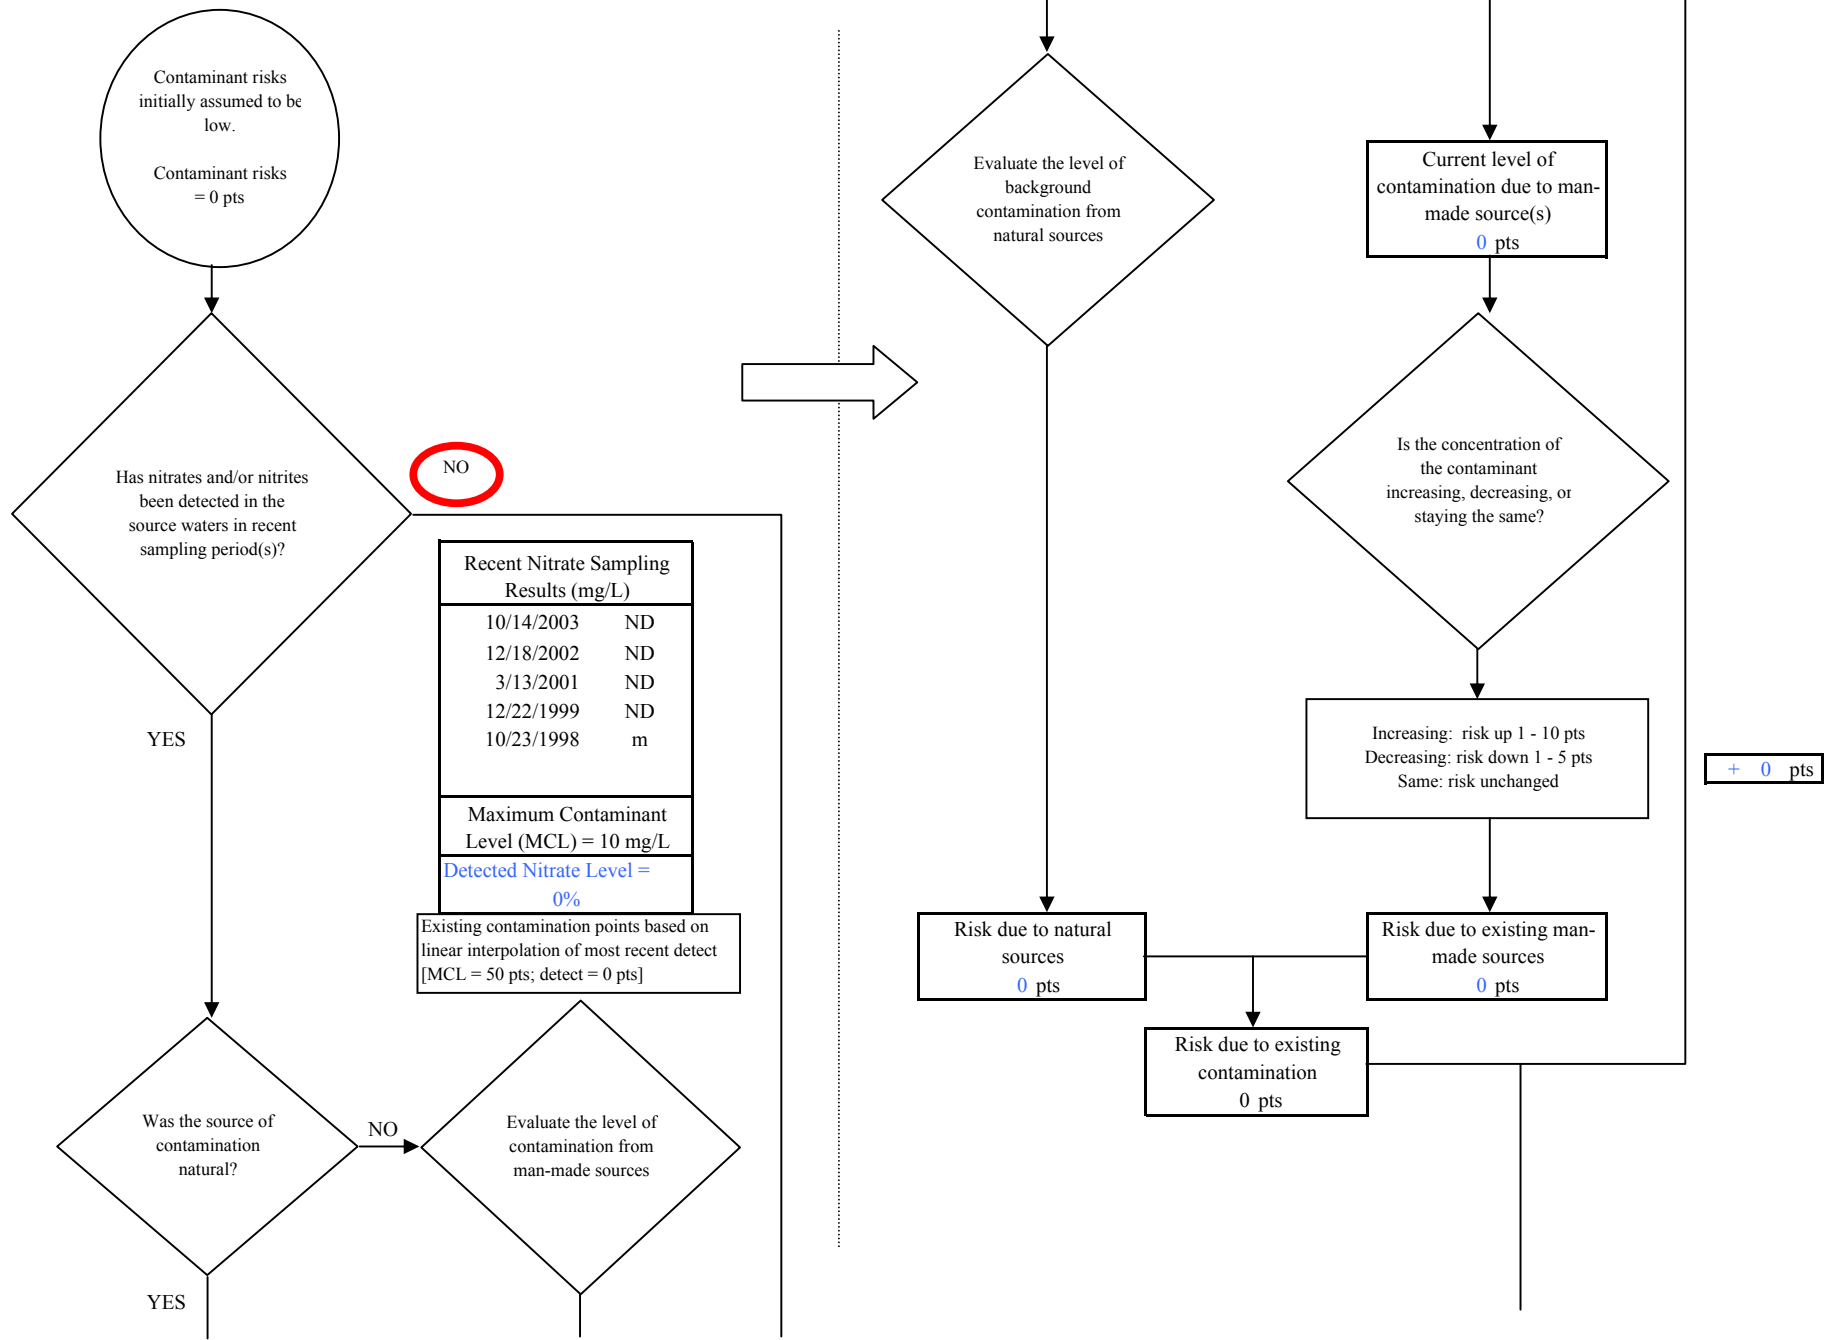 Contaminant risks
initially assumed to be
low.
Contaminant risks
= 0 pts
Has nitrates and/or nitrites
been detected in the
source waters in recent
sampling period(s)?
NO
YES
Recent Nitrate Sampling
Results (mg/L)
10/14/2003 ND
12/18/2002 ND
3/13/2001 ND
12/22/1999 ND
10/23/1998 m
Maximum Contaminant
Level (MCL) = 10 mg/L
Detected Nitrate Level =
0%
Existing contamination points based on
linear interpolation of most recent detect
[MCL = 50 pts; detect = 0 pts]
Was the source of
contamination
natural?
NO
YES
Evaluate the level of
contamination from
man-made sources
Evaluate the level of
background
contamination from
natural sources
Current level of
contamination due to man-
made source(s)
0 pts
Is the concentration of
the contaminant
increasing, decreasing, or
staying the same?
Increasing: risk up 1 - 10 pts
Decreasing: risk down 1 - 5 pts
Same: risk unchanged
+ 0 pts
Risk due to natural
sources
0 pts
Risk due to existing man-
made sources
0 pts
Risk due to existing
contamination
0 pts